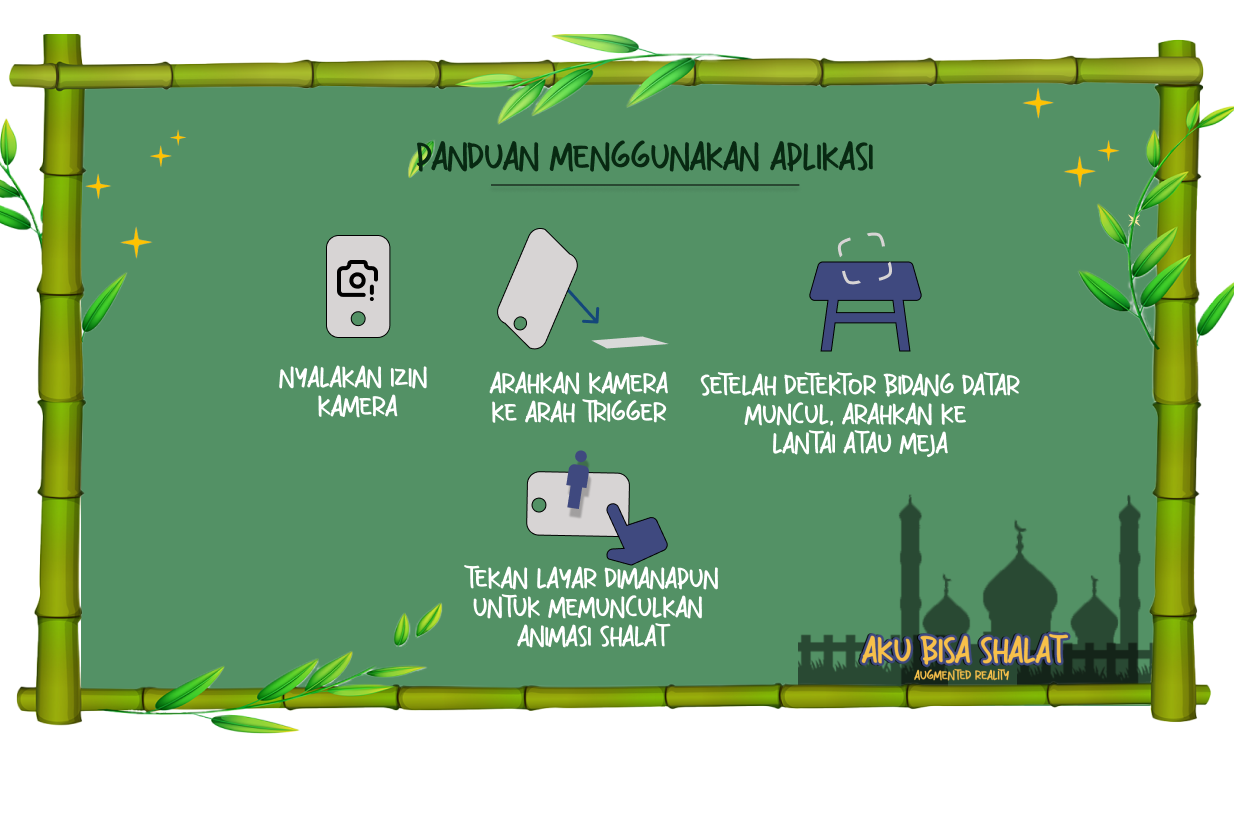 PANDUAN MENGGUNAKAN APLIKASI
NYALAKAN IZIN
KAMERA
ARAHKAN KAMERA
KE ARAH TRIGGER
SETELAH DETEKTOR BIDANG DATAR
MUNCUL, ARAHKAN KE
LANTAI ATAU MEJA
TEKAN LAYAR DIMANAPUN
UNTUK MEMUNCULKAN
ANIMASI SHALAT
AKU BISA SHALAT
AUGMENTED REALITY